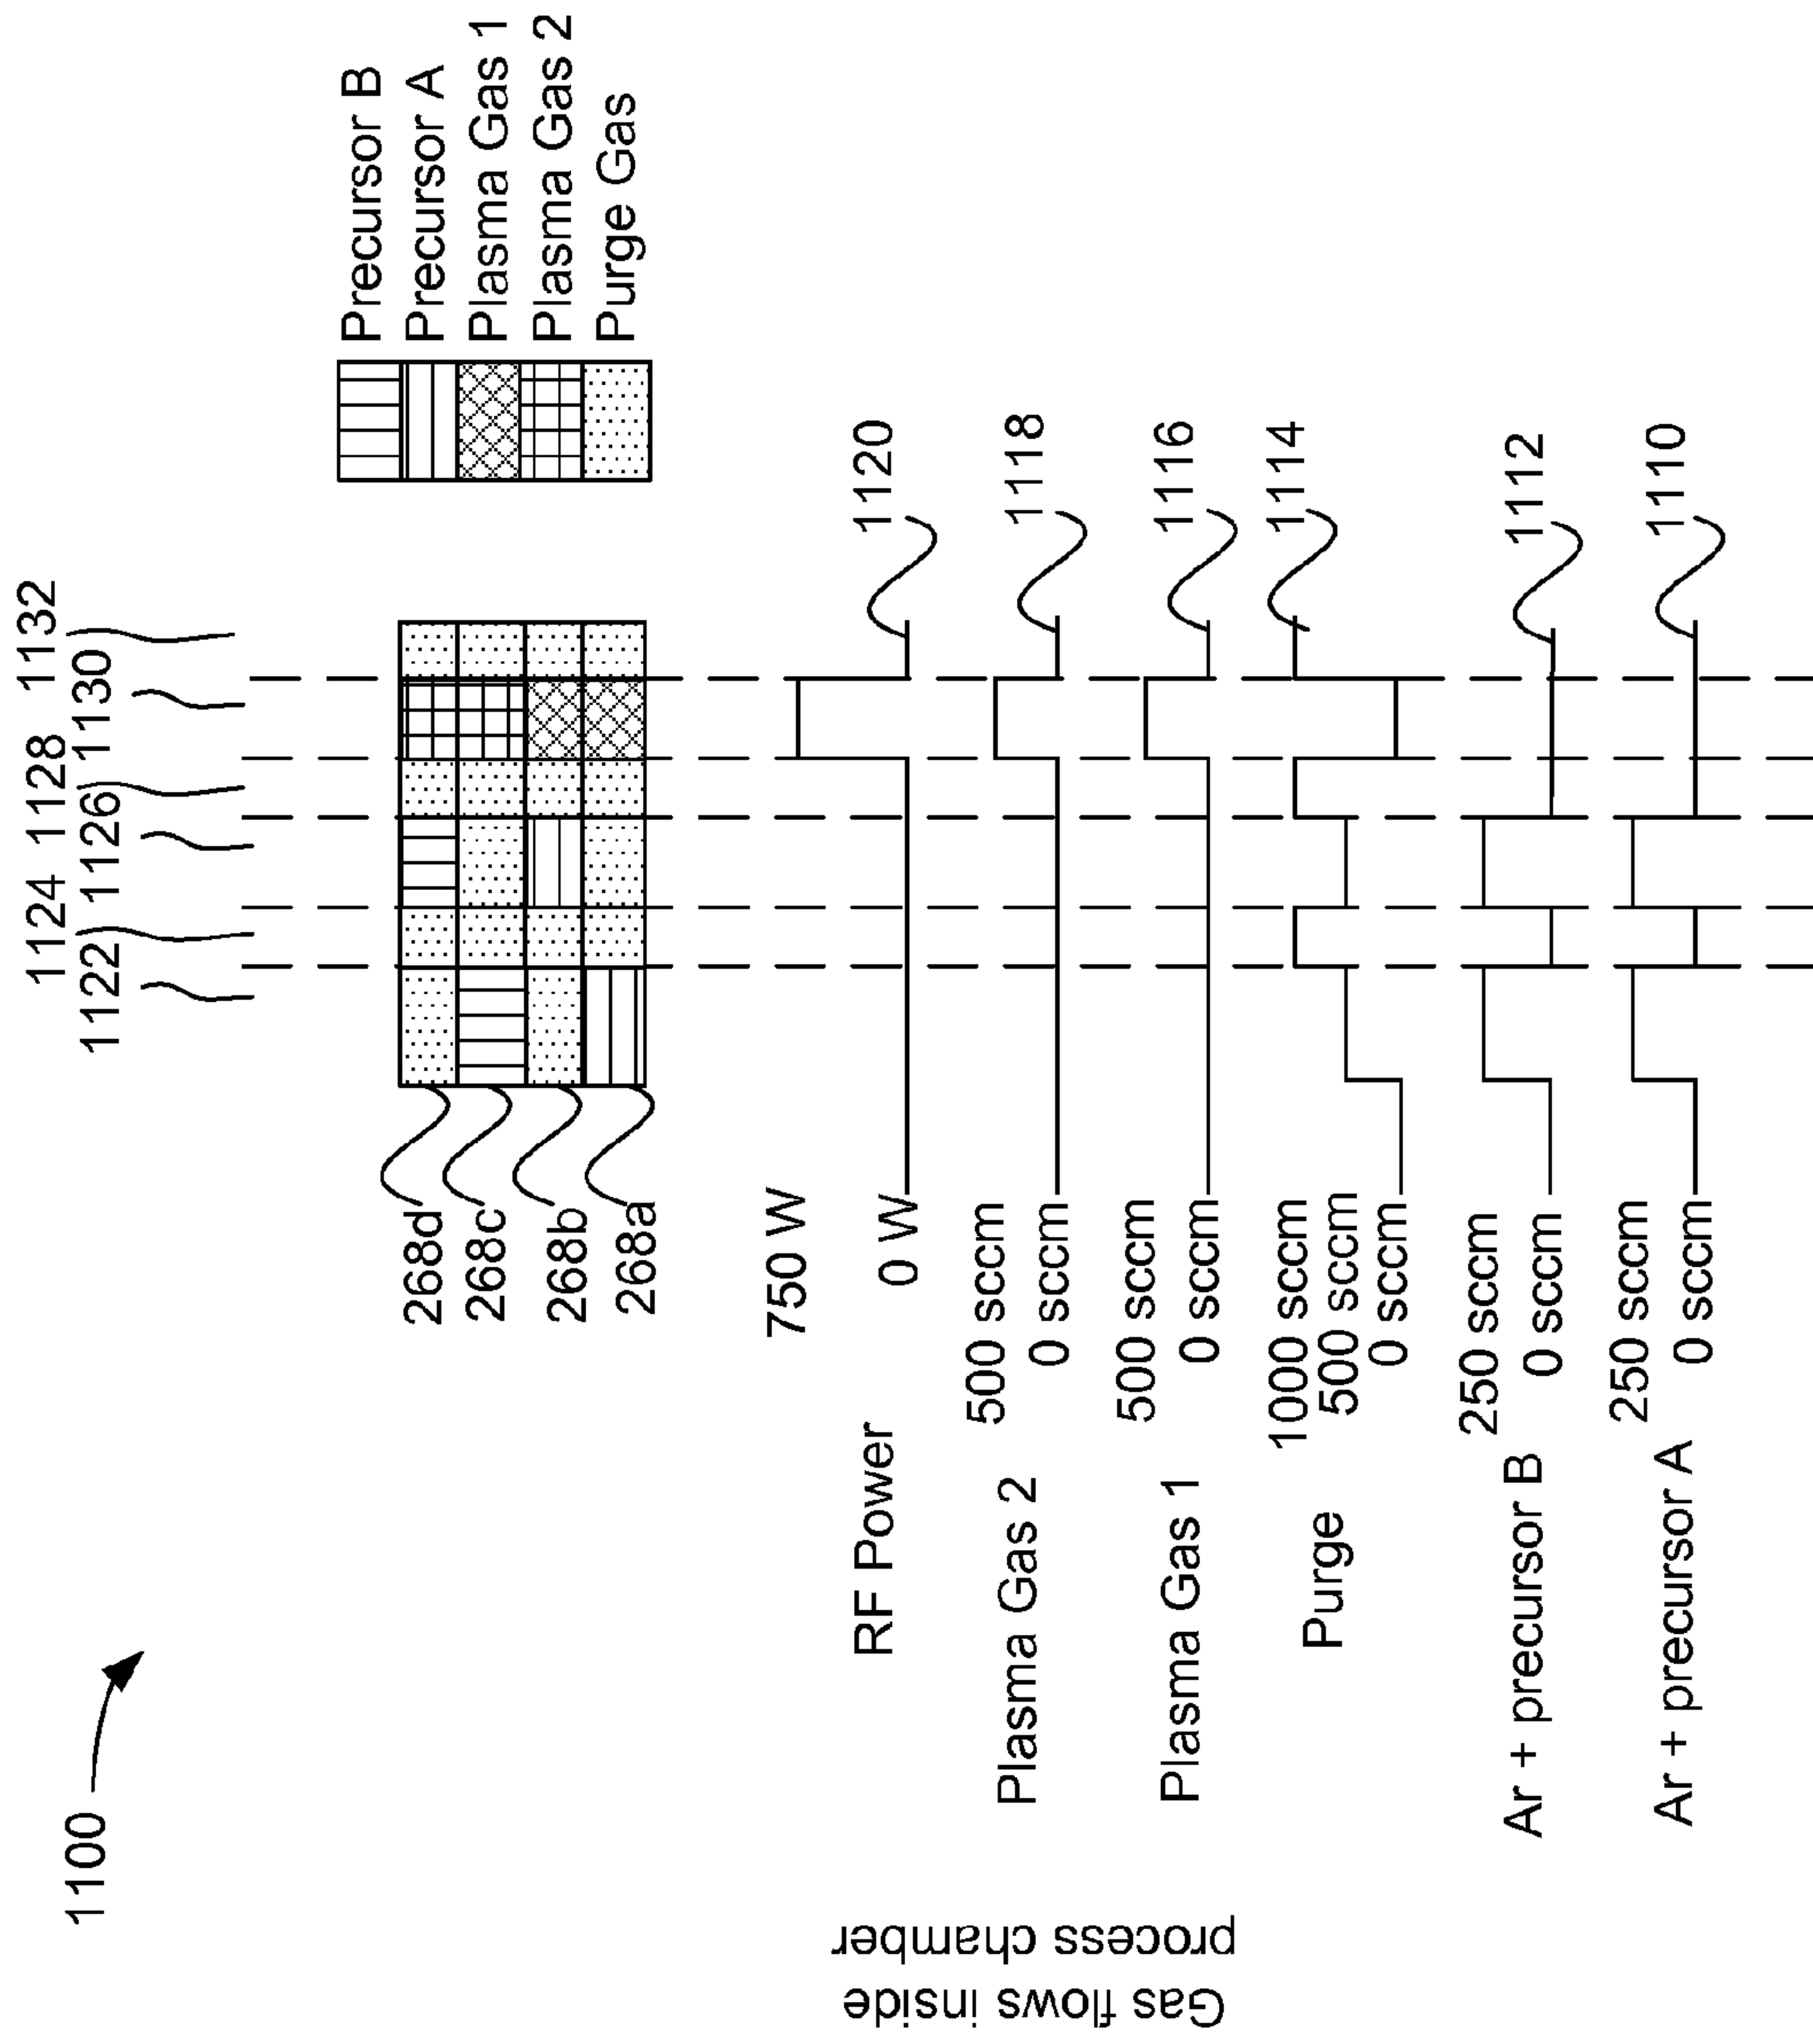 1100
1122
1124
1126
1128
1130
1132
Precursor B
Precursor A
Plasma Gas 1
Plasma Gas 2
Purge Gas
268d
268c
268b
268a
RF Power
750 W
0 W
1120
Plasma Gas 2
500 sccm
0 sccm
1118
Plasma Gas 1
500 sccm
0 sccm
1116
Purge
1000 sccm
500 sccm
0 sccm
1114
Ar + precursor B
250 sccm
0 sccm
1112
Ar + precursor A
250 sccm
0 sccm
1110
Gas flows inside
process chamber